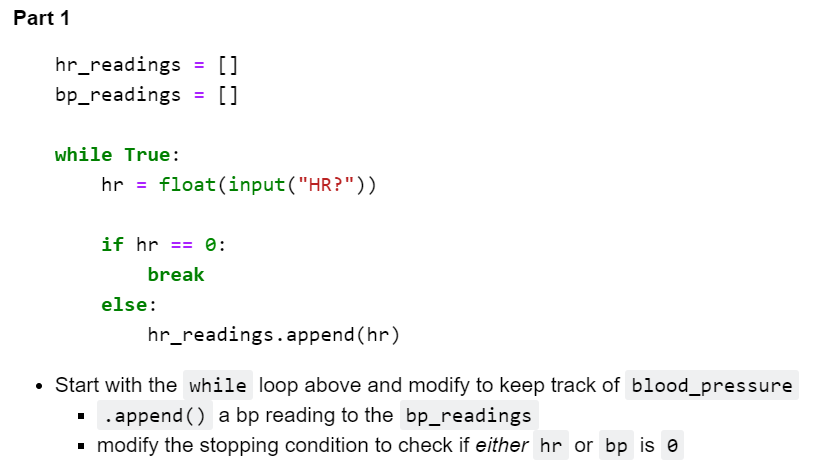 Part 1
hr_readings = []
bp_readings = []
while True:
    hr = float(input("HR?"))
    if hr == 0:
        break
    else:
        hr_readings.append(hr)
• Start with the while loop above and modify to keep track of blood_pressure
▪ .append() a bp reading to the bp_readings
▪ modify the stopping condition to check if either hr or bp is 0